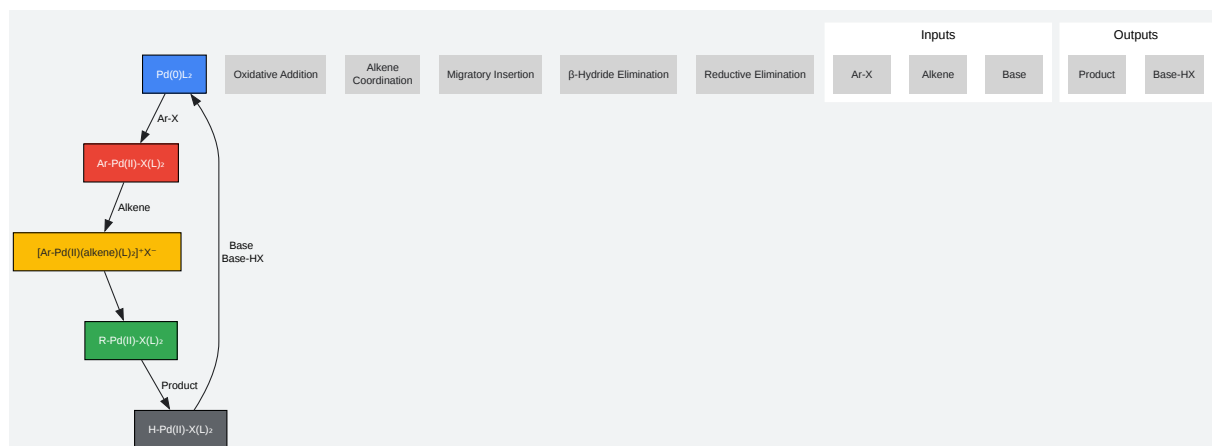 Inputs
Outputs
Pd(0)L₂
Oxidative Addition
Alkene
Coordination
Migratory Insertion
β-Hydride Elimination
Reductive Elimination
Ar-X
Alkene
Base
Product
Base-HX
Ar-X
Ar-Pd(II)-X(L)₂
Alkene
[Ar-Pd(II)(alkene)(L)₂]⁺X⁻
Base
Base-HX
R-Pd(II)-X(L)₂
Product
H-Pd(II)-X(L)₂